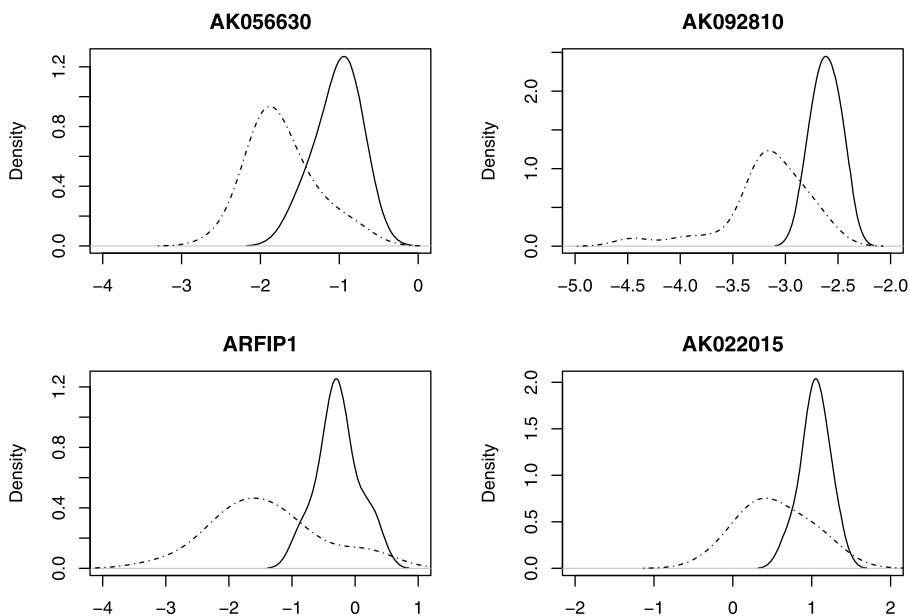 AK056630
Density
0.0 0.4 0.8 1.2
−4 −3 −2 −1 0
AK092810
Density
0.0 1.0 2.0
−5.0 −4.5 −4.0 −3.5 −3.0 −2.5 −2.0
ARFIP1
Density
0.0 0.4 0.8 1.2
−4 −3 −2 −1 0 1
AK022015
Density
0.0 0.5 1.0 1.5 2.0
−2 −1 0 1 2